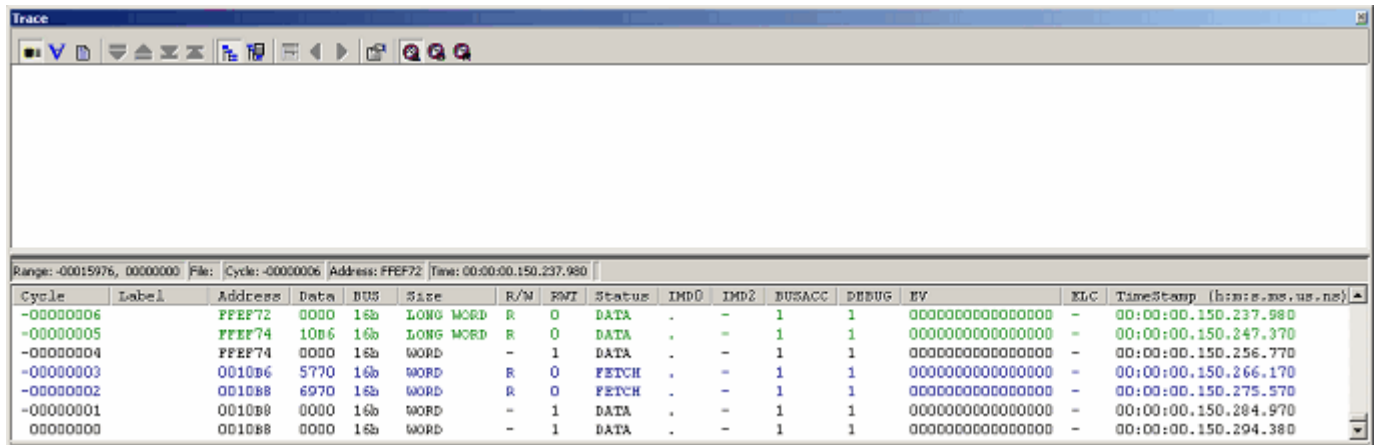 Trace
Range: -00015976, 00000000 File: Cycle: -00000006 Address: FFEF72 Time: 00:00:00.150.237.980
Cycle Label Address Data BUS Size R/W RWT Status IMD0 IMD2 BUSACC DEBUG EV ELC TimeStamp (h:m:s.ms.us.ns)
-00000006 FFEF72 0000 16b LONG WORD R 0 DATA . - 1 1 0000000000000000 - 00:00:00.150.237.980
-00000005 FFEF74 10B6 16b LONG WORD R 0 DATA . - 1 1 0000000000000000 - 00:00:00.150.247.370
-00000004 FFEF74 0000 16b WORD - 1 DATA . - 1 1 0000000000000000 - 00:00:00.150.256.770
-00000003 0010B6 5770 16b WORD R 0 FETCH . - 1 1 0000000000000000 - 00:00:00.150.266.170
-00000002 0010B8 6970 16b WORD R 0 FETCH . - 1 1 0000000000000000 - 00:00:00.150.275.570
-00000001 0010B8 0000 16b WORD - 1 DATA . - 1 1 0000000000000000 - 00:00:00.150.284.970
00000000 0010B8 0000 16b WORD - 1 DATA . - 1 1 0000000000000000 - 00:00:00.150.294.380